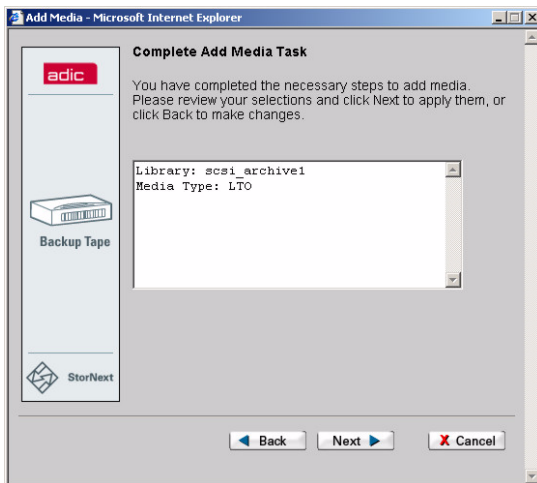 Add Media - Microsoft Internet Explorer
adic
Complete Add Media Task
You have completed the necessary steps to add media.
Please review your selections and click Next to apply them, or
click Back to make changes.
Library: scsi_archive1
Media Type: LTO
Backup Tape
StorNext
Back
Next
X Cancel